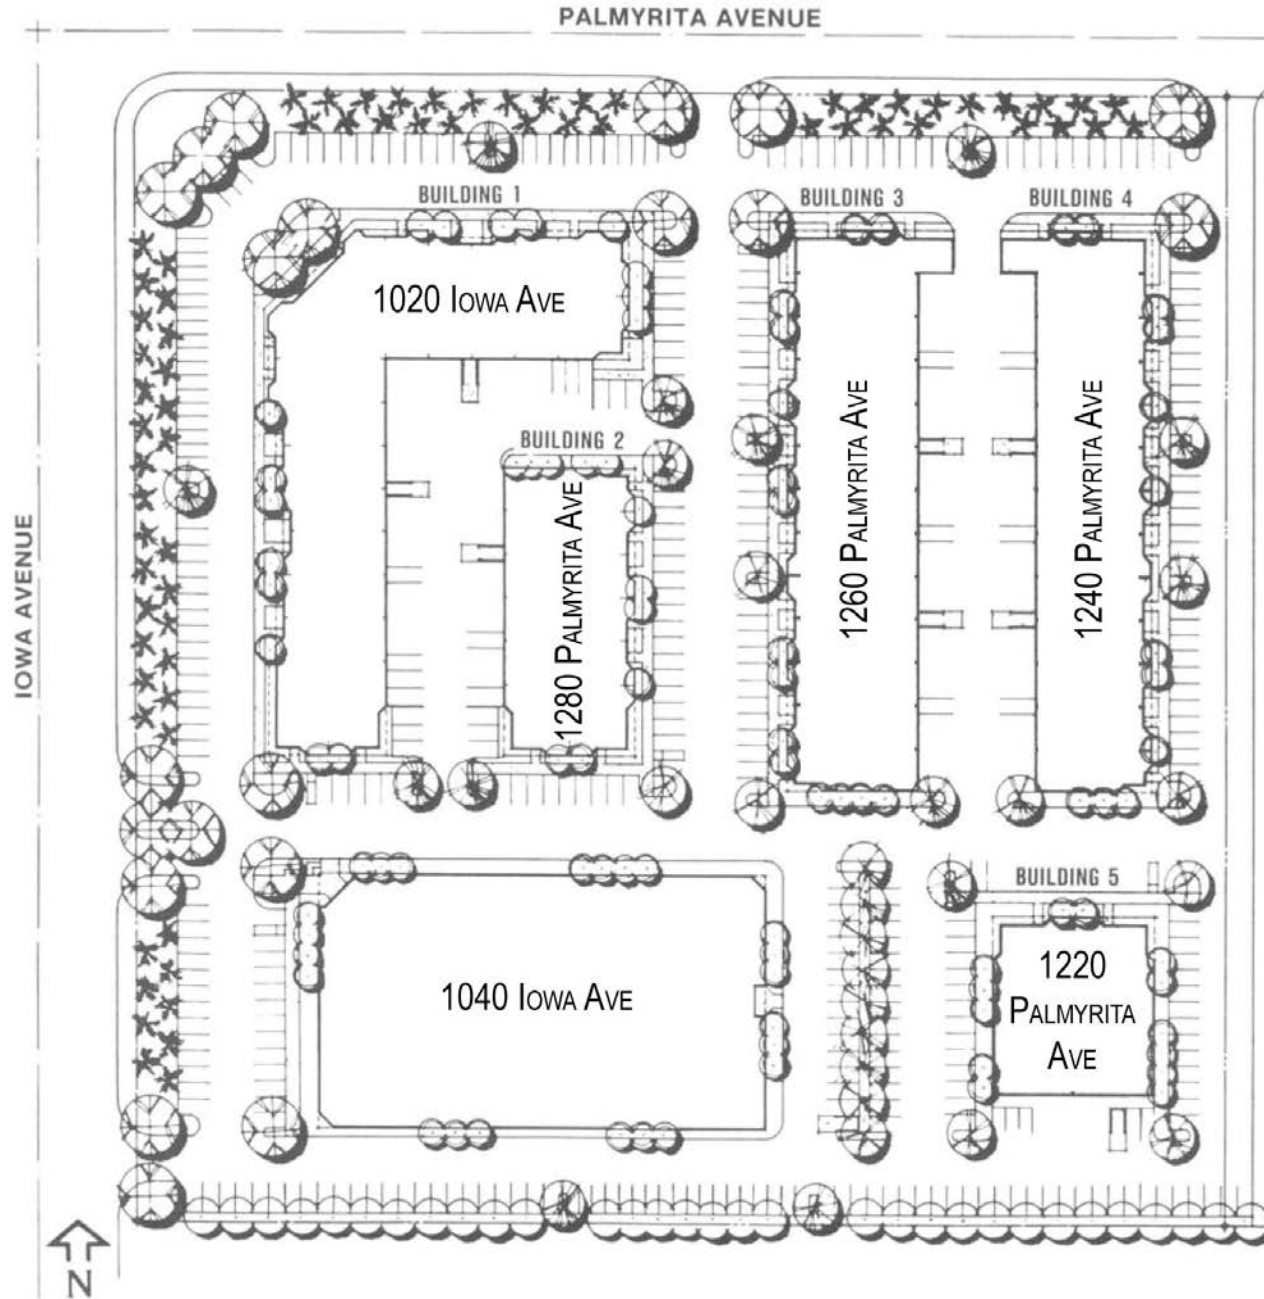 PALMYRITA AVENUE
BUILDING 1
BUILDING 3
BUILDING 4
1020 IOWA AVE
BUILDING 2
1280 PALMYRITA AVE
1260 PALMYRITA AVE
1240 PALMYRITA AVE
IOWA AVENUE
BUILDING 5
1040 IOWA AVE
1220
PALMYRITA
AVE
N